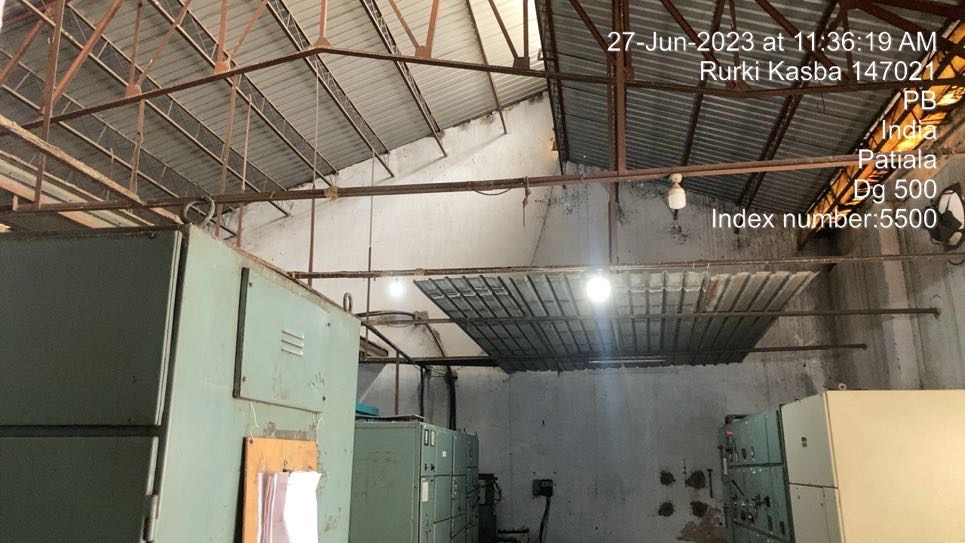 27-Jun-2023 at 11:36:19 AM
Rurki Kasba 147021
PB
India
Patiala
Dg 500
Index number:5500